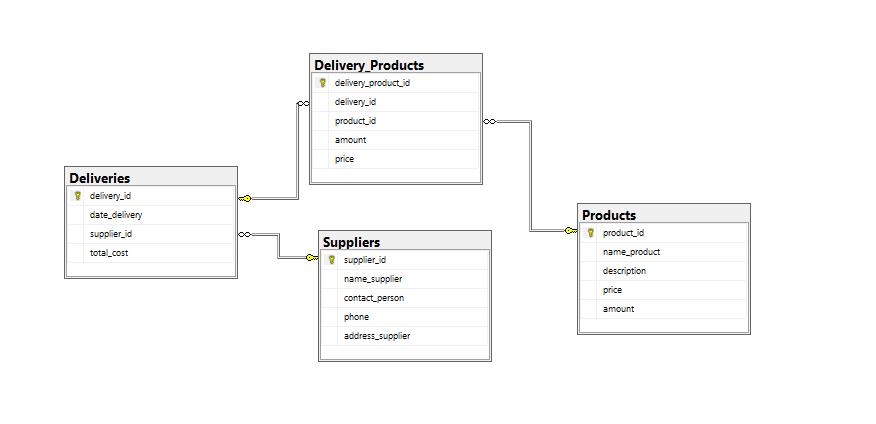 Delivery_Products
delivery_product_id
delivery_id
product_id
amount
price
Deliveries
delivery_id
date_delivery
supplier_id
total_cost
Suppliers
supplier_id
name_supplier
contact_person
phone
address_supplier
Products
product_id
name_product
description
price
amount